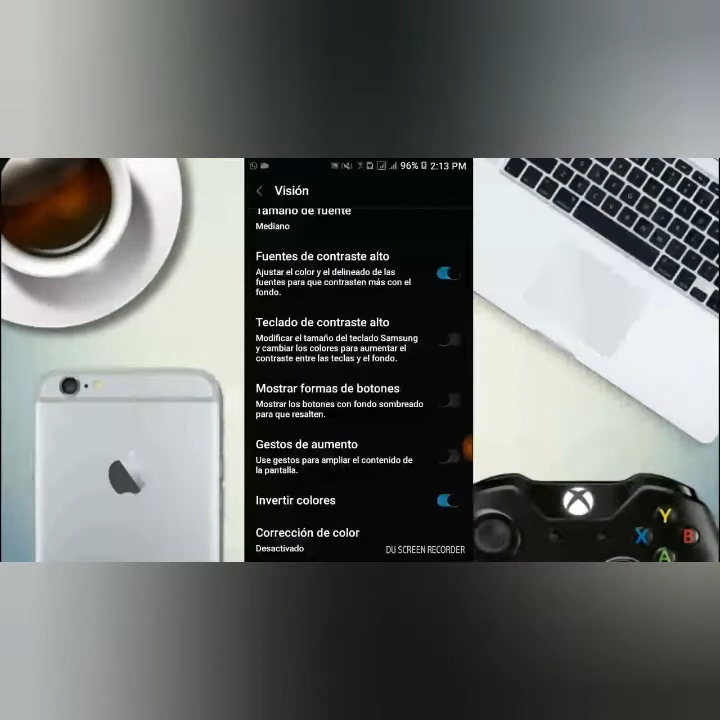 96% 2:13 PM
Visión
Tamaño de fuente
Mediano
Fuentes de contraste alto
Ajustar el color y el delineado de las
fuentes para que contrasten más con el
fondo.
Teclado de contraste alto
Modificar el tamaño del teclado Samsung
y cambiar los colores para aumentar el
contraste entre las teclas y el fondo.
Mostrar formas de botones
Mostrar los botones con fondo sombreado
para que resalten.
Gestos de aumento
Use gestos para ampliar el contenido de
la pantalla.
Invertir colores
Corrección de color
Desactivado
DU SCREEN RECORDER
Y
X B
A